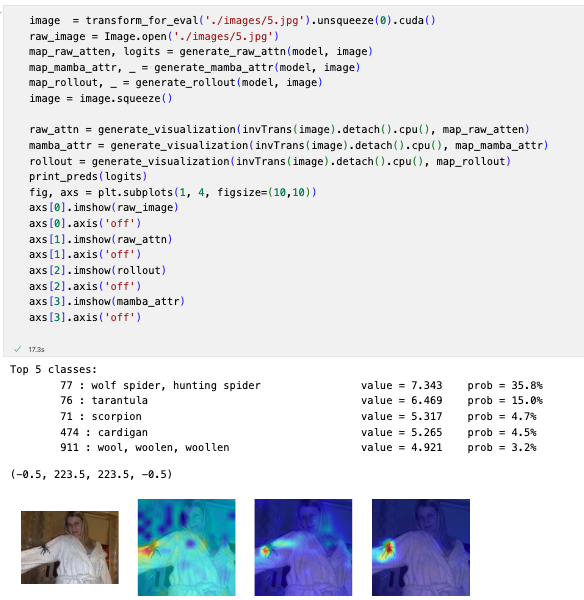 image  = transform_for_eval('./images/5.jpg').unsqueeze(0).cuda()
raw_image = Image.open('./images/5.jpg')
map_raw_atten, logits = generate_raw_attn(model, image)
map_mamba_attr, _ = generate_mamba_attr(model, image)
map_rollout, _ = generate_rollout(model, image)
image = image.squeeze()
raw_attn = generate_visualization(invTrans(image).detach().cpu(), map_raw_atten)
mamba_attr = generate_visualization(invTrans(image).detach().cpu(), map_mamba_attr)
rollout = generate_visualization(invTrans(image).detach().cpu(), map_rollout)
print_preds(logits)
fig, axs = plt.subplots(1, 4, figsize=(10,10))
axs[0].imshow(raw_image)
axs[0].axis('off')
axs[1].imshow(raw_attn)
axs[1].axis('off')
axs[2].imshow(rollout)
axs[2].axis('off')
axs[3].imshow(mamba_attr)
axs[3].axis('off')
17.3s
Top 5 classes:
77 : wolf spider, hunting spider value = 7.343 prob = 35.8%
76 : tarantula value = 6.469 prob = 15.0%
71 : scorpion value = 5.317 prob = 4.7%
474 : cardigan value = 5.265 prob = 4.5%
911 : wool, woolen, woollen value = 4.921 prob = 3.2%
(-0.5, 223.5, 223.5, -0.5)